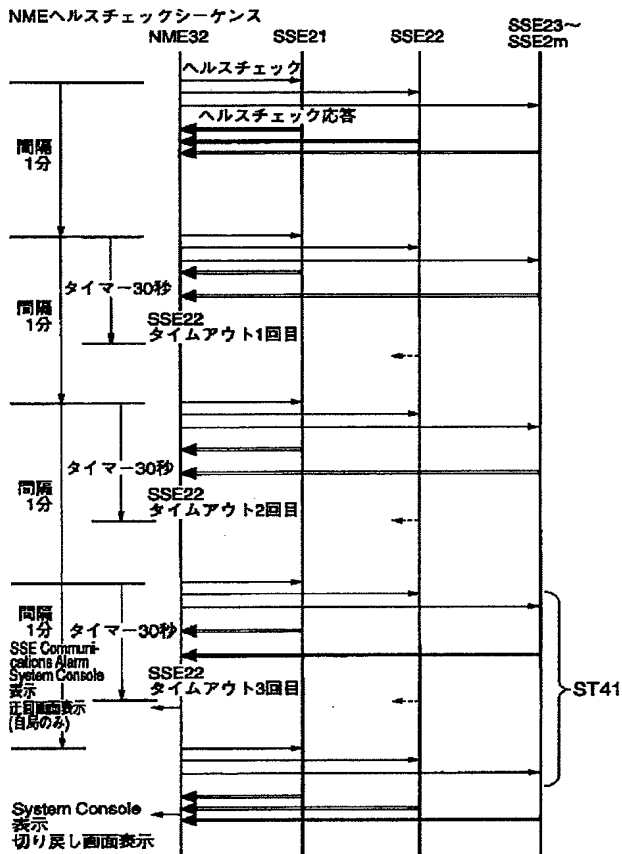 NMEヘルスチェックシーケンス
NME32
SSE21
SSE22
SSE23〜
SSE2m
ヘルスチェック
ヘルスチェック応答
間隔
1分
タイマー30秒
間隔
1分
SSE22
タイムアウト1回目
タイマー30秒
間隔
1分
SSE22
タイムアウト2回目
間隔
1分
タイマー30秒
SSE Communi-
cations Alarm
System Console
表示
迂回画面表示
(自局のみ)
SSE22
タイムアウト3回目
ST41
System Console
表示
切り戻し画面表示